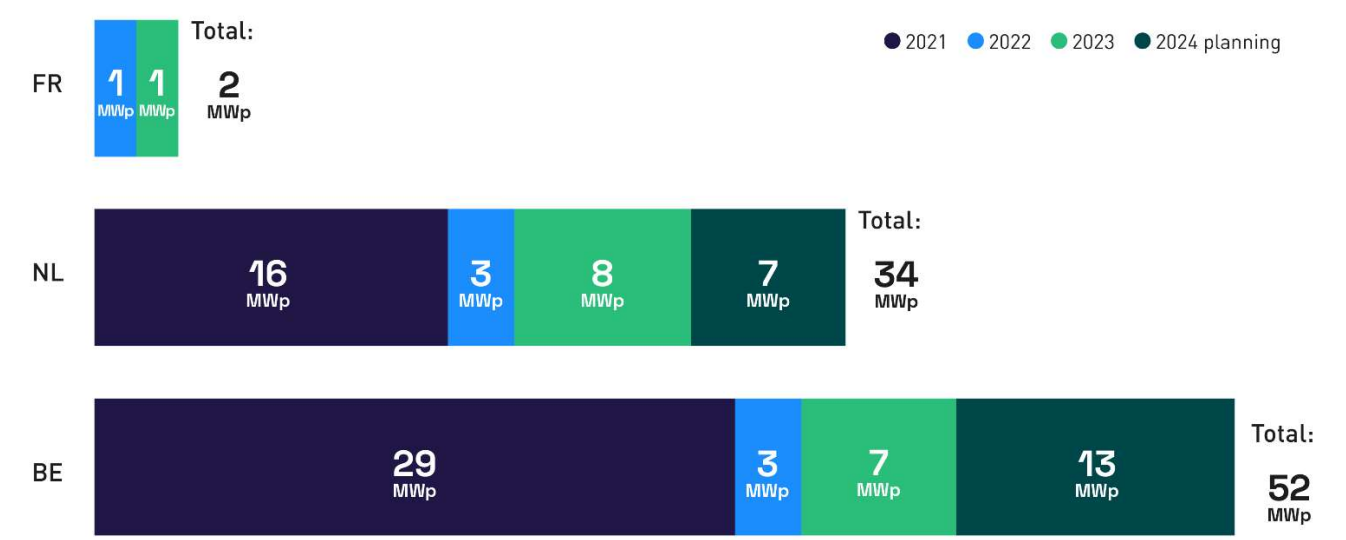 Total:
2021 2022 2023 2024 planning
FR
1 1 2
MWp MWp MWp
Total:
NL
16 3 8 7 34
MWp MWp MWp MWp MWp
Total:
BE
29 3 7 13 52
MWp MWp MWp MWp MWp